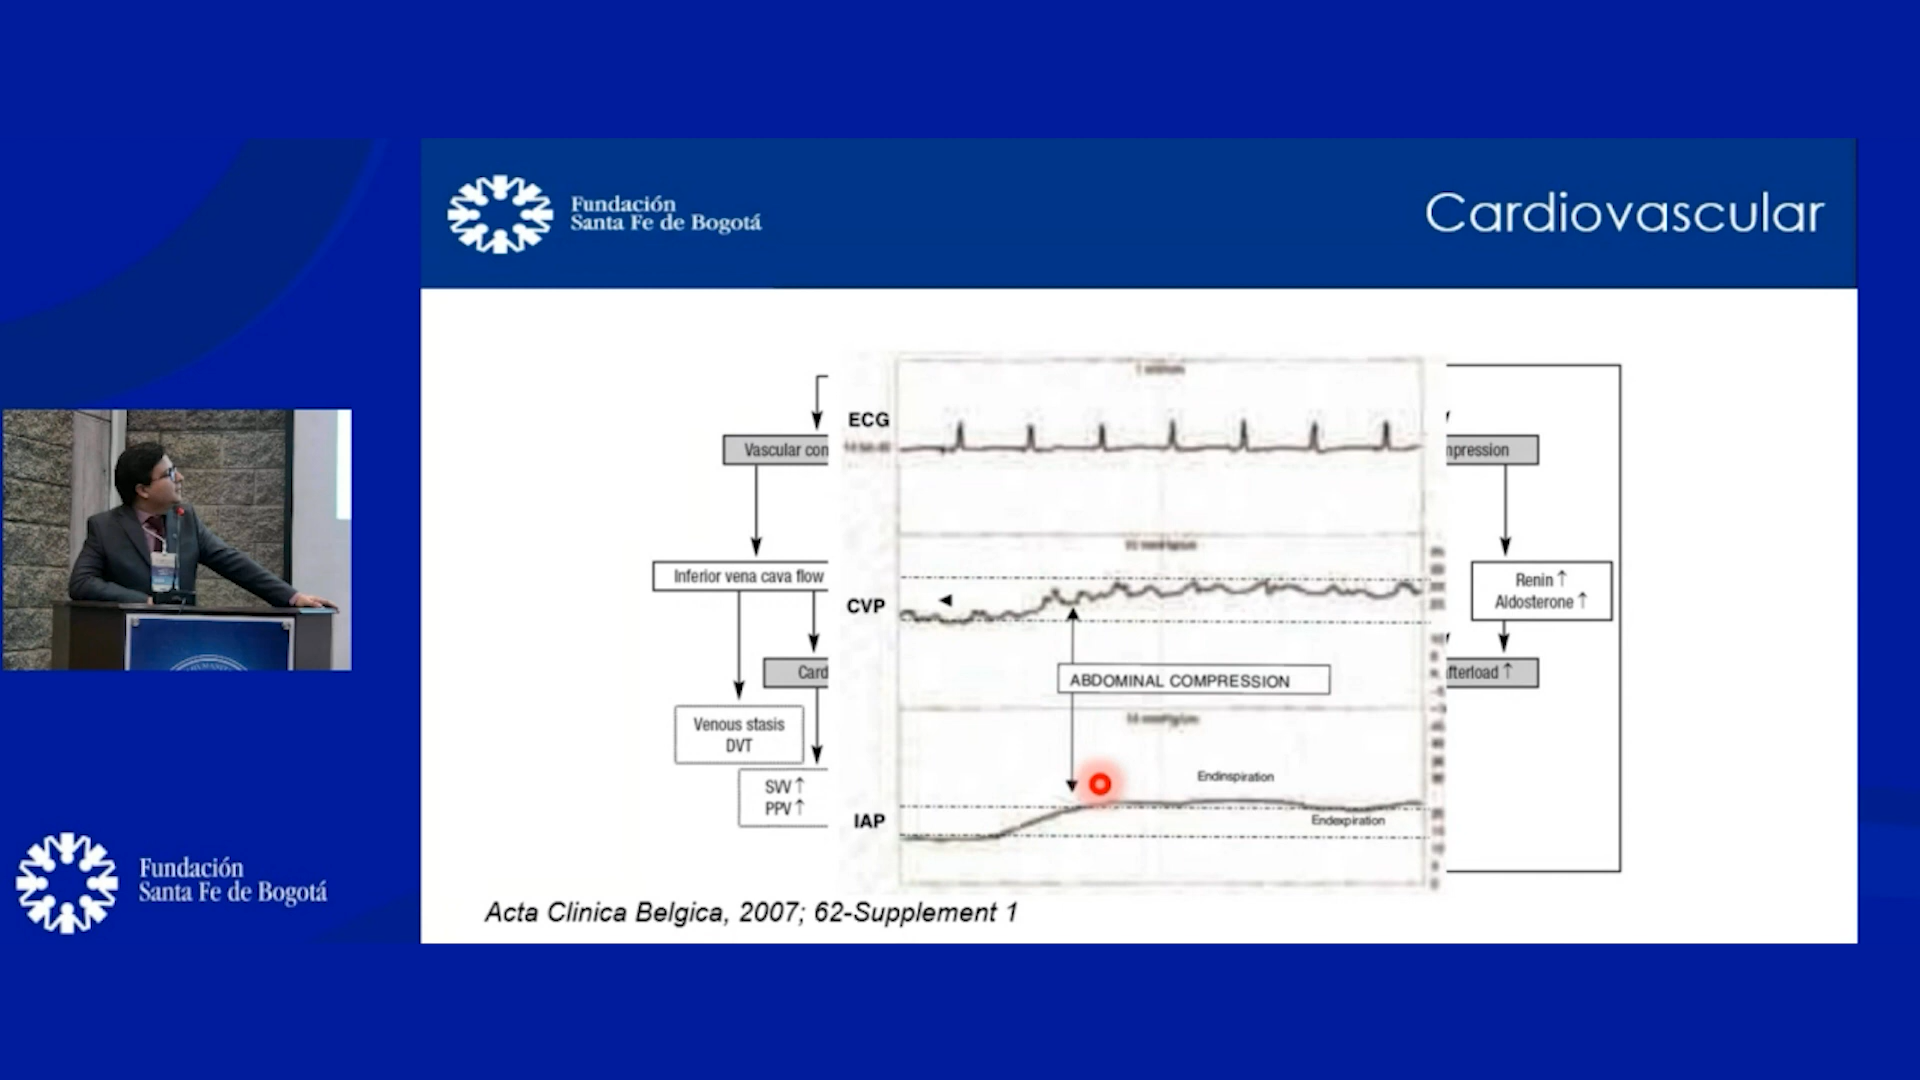 Fundación
Santa Fe de Bogotá
Cardiovascular
ECG
Vascular con
mpression
Inferior vena cava flow
CVP
Renin ↑
Aldosterone ↑
Card
ABDOMINAL COMPRESSION
fterload ↑
Venous stasis
DVT
SVV ↑
PPV ↑
Endinspiration
IAP
Endexpiration
Acta Clinica Belgica, 2007; 62-Supplement 1
Fundación
Santa Fe de Bogotá